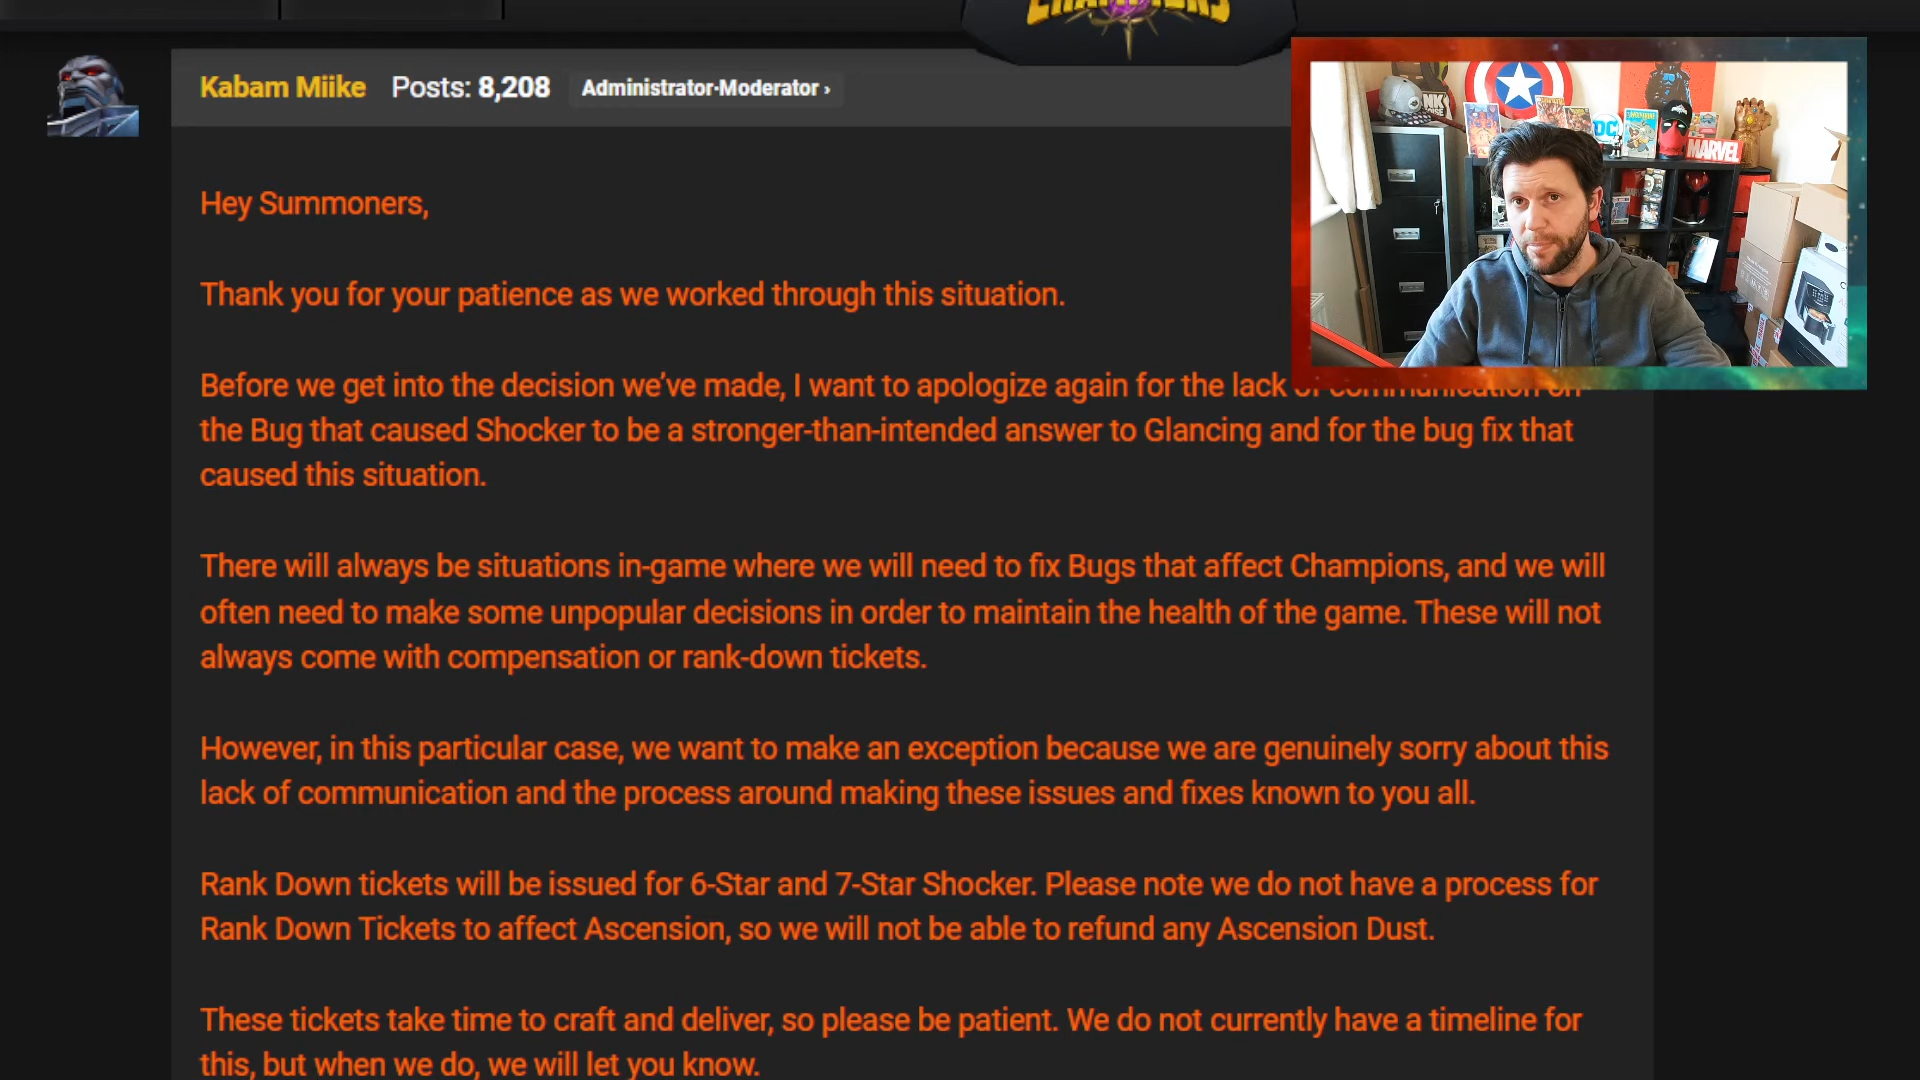 CHAMPIONS
Kabam Miike Posts: 8,208 Administrator·Moderator ›
Hey Summoners,
Thank you for your patience as we worked through this situation.
Before we get into the decision we've made, I want to apologize again for the lack of communication on
the Bug that caused Shocker to be a stronger-than-intended answer to Glancing and for the bug fix that
caused this situation.
There will always be situations in-game where we will need to fix Bugs that affect Champions, and we will
often need to make some unpopular decisions in order to maintain the health of the game. These will not
always come with compensation or rank-down tickets.
However, in this particular case, we want to make an exception because we are genuinely sorry about this
lack of communication and the process around making these issues and fixes known to you all.
Rank Down tickets will be issued for 6-Star and 7-Star Shocker. Please note we do not have a process for
Rank Down Tickets to affect Ascension, so we will not be able to refund any Ascension Dust.
These tickets take time to craft and deliver, so please be patient. We do not currently have a timeline for
this, but when we do, we will let you know.
DC
MARVEL